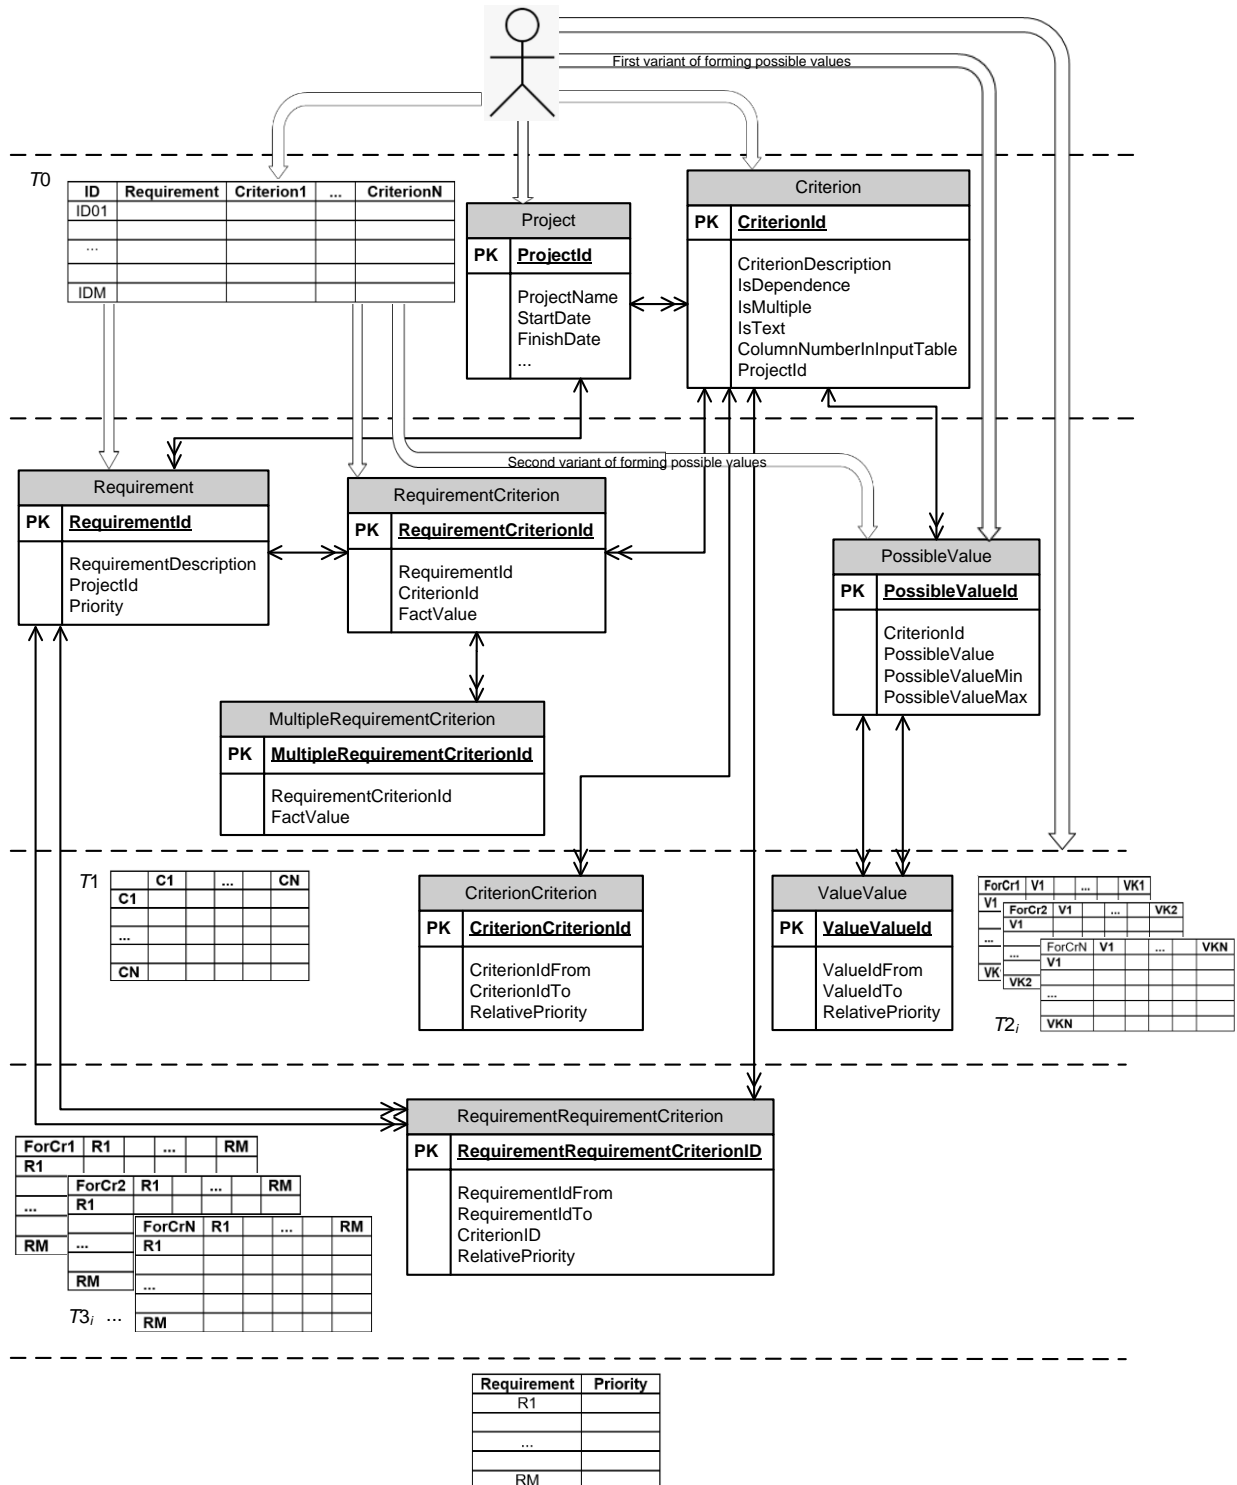 First variant of forming possible values
T0
ID Requirement Criterion1 ... CriterionN
ID01
...
IDM
Project
PK ProjectId
ProjectName
StartDate
FinishDate
...
Criterion
PK CriterionId
CriterionDescription
IsDependence
IsMultiple
IsText
ColumnNumberInInputTable
ProjectId
Second variant of forming possible values
Requirement
PK RequirementId
RequirementDescription
ProjectId
Priority
RequirementCriterion
PK RequirementCriterionId
RequirementId
CriterionId
FactValue
PossibleValue
PK PossibleValueId
CriterionId
PossibleValue
PossibleValueMin
PossibleValueMax
MultipleRequirementCriterion
PK MultipleRequirementCriterionId
RequirementCriterionId
FactValue
T1
C1 ... CN
C1
...
CN
CriterionCriterion
PK CriterionCriterionId
CriterionIdFrom
CriterionIdTo
RelativePriority
ValueValue
PK ValueValueId
ValueIdFrom
ValueIdTo
RelativePriority
ForCr1 V1 ... VK1
V1
...
VK
ForCr2 V1 ... VK2
V1
...
VK2
ForCrN V1 ... VKN
V1
...
VKN
T2i
RequirementRequirementCriterion
PK RequirementRequirementCriterionID
RequirementIdFrom
RequirementIdTo
CriterionID
RelativePriority
ForCr1 R1 ... RM
R1
...
RM
ForCr2 R1 ... RM
R1
...
RM
ForCrN R1 ... RM
R1
...
RM
T3i ...
Requirement Priority
R1
...
RM